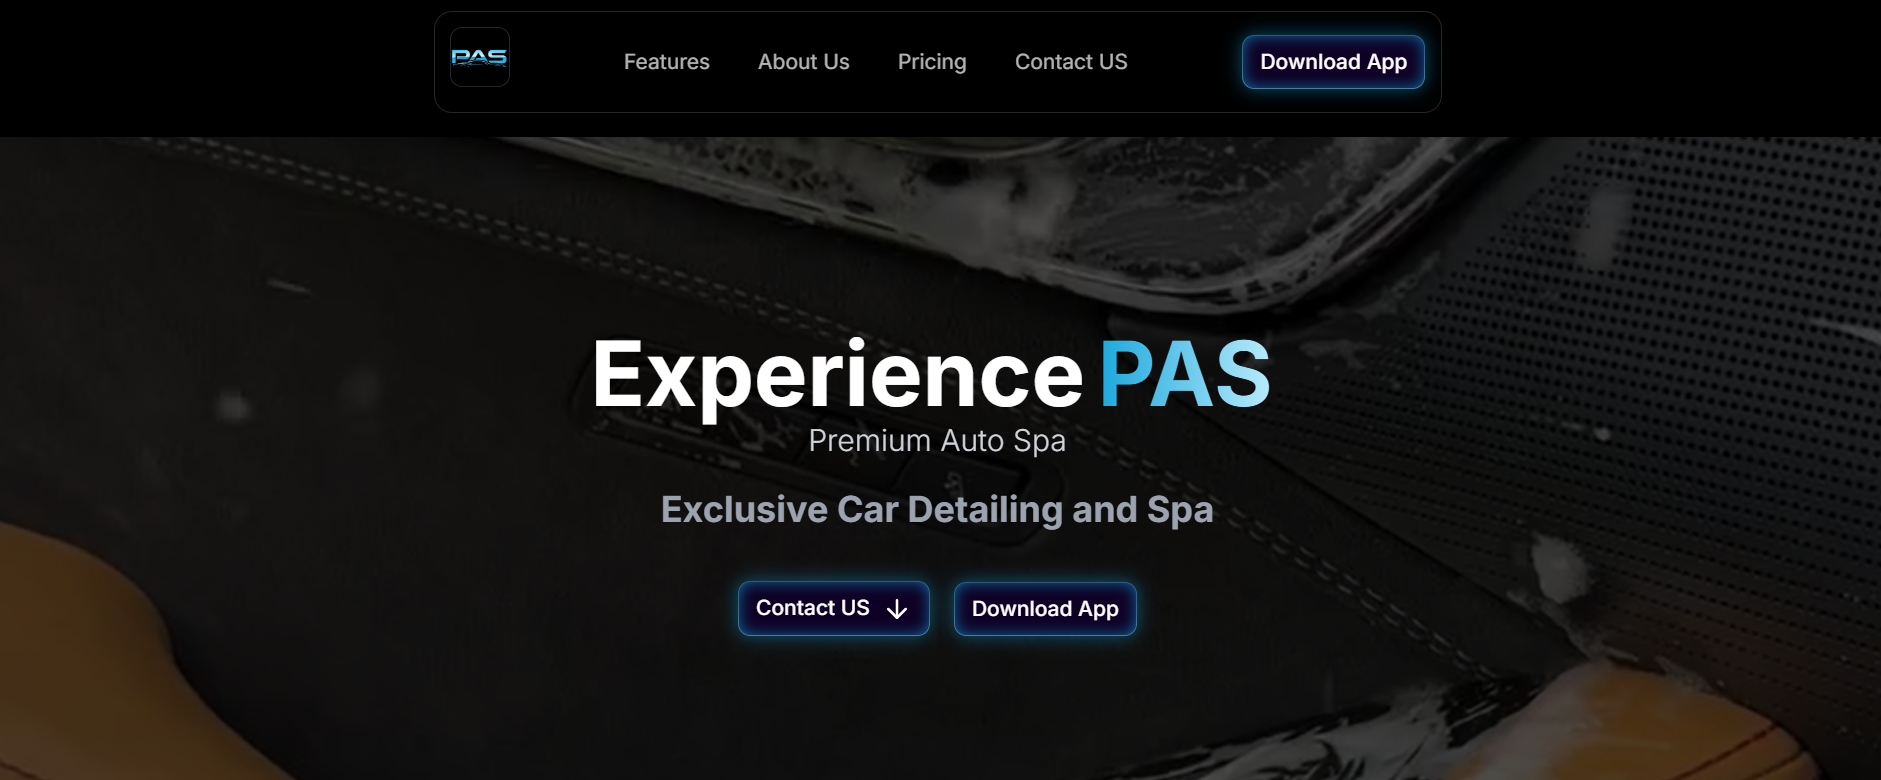 PAS
Features
About Us
Pricing
Contact US
Download App
Experience PAS
Premium Auto Spa
Exclusive Car Detailing and Spa
Contact US
Download App